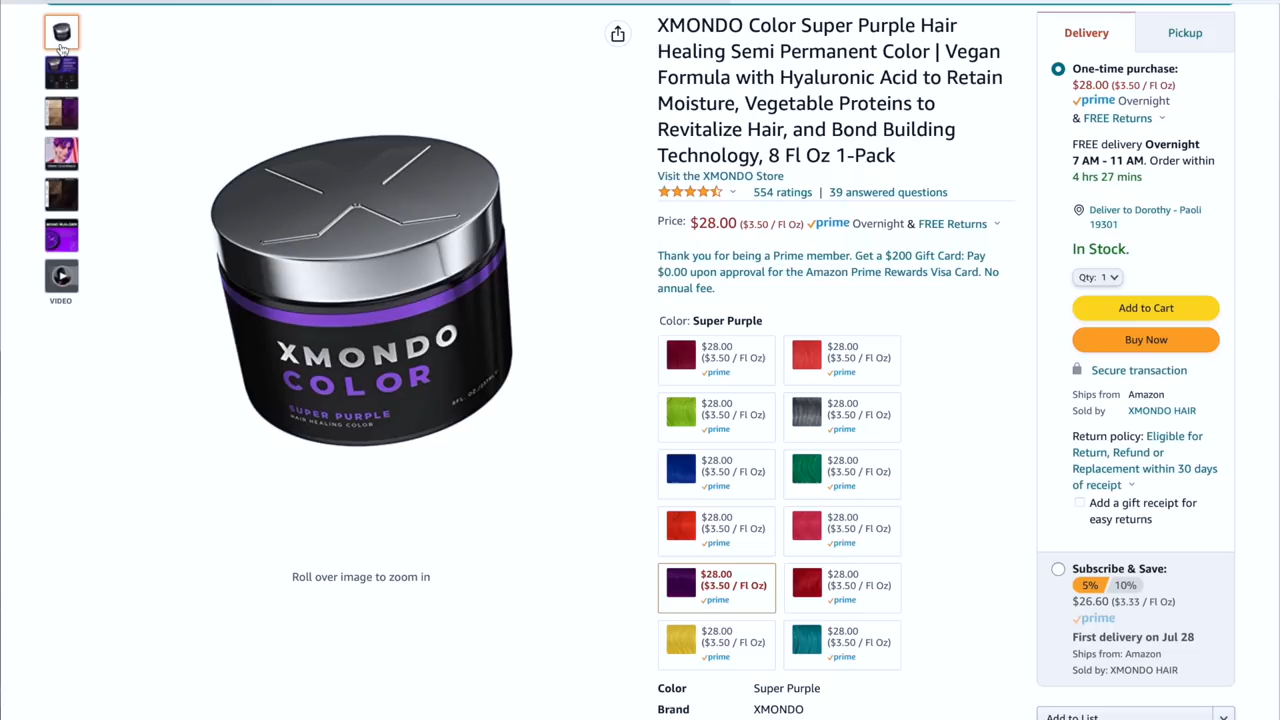 VIDEO
XMONDO
COLOR
SUPER PURPLE
HAIR HEALING COLOR
Roll over image to zoom in
XMONDO Color Super Purple Hair
Healing Semi Permanent Color | Vegan
Formula with Hyaluronic Acid to Retain
Moisture, Vegetable Proteins to
Revitalize Hair, and Bond Building
Technology, 8 Fl Oz 1-Pack
Visit the XMONDO Store
554 ratings | 39 answered questions
Price: $28.00 ($3.50 / Fl Oz) prime Overnight & FREE Returns
Thank you for being a Prime member. Get a $200 Gift Card: Pay
$0.00 upon approval for the Amazon Prime Rewards Visa Card. No
annual fee.
Color: Super Purple
$28.00 $28.00
($3.50 / Fl Oz) ($3.50 / Fl Oz)
prime prime
$28.00 $28.00
($3.50 / Fl Oz) ($3.50 / Fl Oz)
prime prime
$28.00 $28.00
($3.50 / Fl Oz) ($3.50 / Fl Oz)
prime prime
$28.00 $28.00
($3.50 / Fl Oz) ($3.50 / Fl Oz)
prime prime
$28.00 $28.00
($3.50 / Fl Oz) ($3.50 / Fl Oz)
prime prime
$28.00 $28.00
($3.50 / Fl Oz) ($3.50 / Fl Oz)
prime prime
Color Super Purple
Brand XMONDO
Delivery Pickup
One-time purchase:
$28.00 ($3.50 / Fl Oz)
prime Overnight
& FREE Returns
FREE delivery Overnight
7 AM - 11 AM. Order within
4 hrs 27 mins
Deliver to Dorothy - Paoli
19301
In Stock.
Qty: 1
Add to Cart
Buy Now
Secure transaction
Ships from Amazon
Sold by XMONDO HAIR
Return policy: Eligible for
Return, Refund or
Replacement within 30 days
of receipt
Add a gift receipt for
easy returns
Subscribe & Save:
5% 10%
$26.60 ($3.33 / Fl Oz)
prime
First delivery on Jul 28
Ships from: Amazon
Sold by: XMONDO HAIR
Add to List